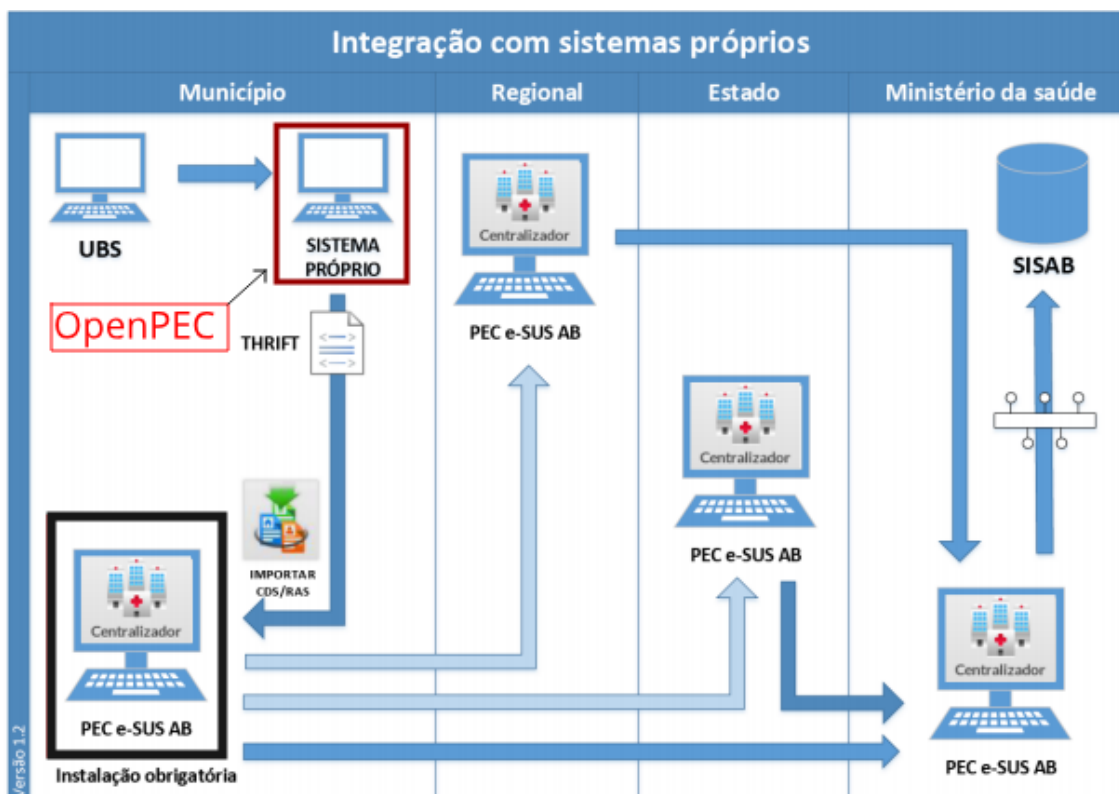 Integração com sistemas próprios
Município
Regional
Estado
Ministério da saúde
UBS
SISTEMA
PRÓPRIO
OpenPEC
THRIFT
IMPORTAR
CDS/RAS
Centralizador
PEC e-SUS AB
Instalação obrigatória
Centralizador
PEC e-SUS AB
Centralizador
PEC e-SUS AB
SISAB
Centralizador
PEC e-SUS AB
Versão 1.2